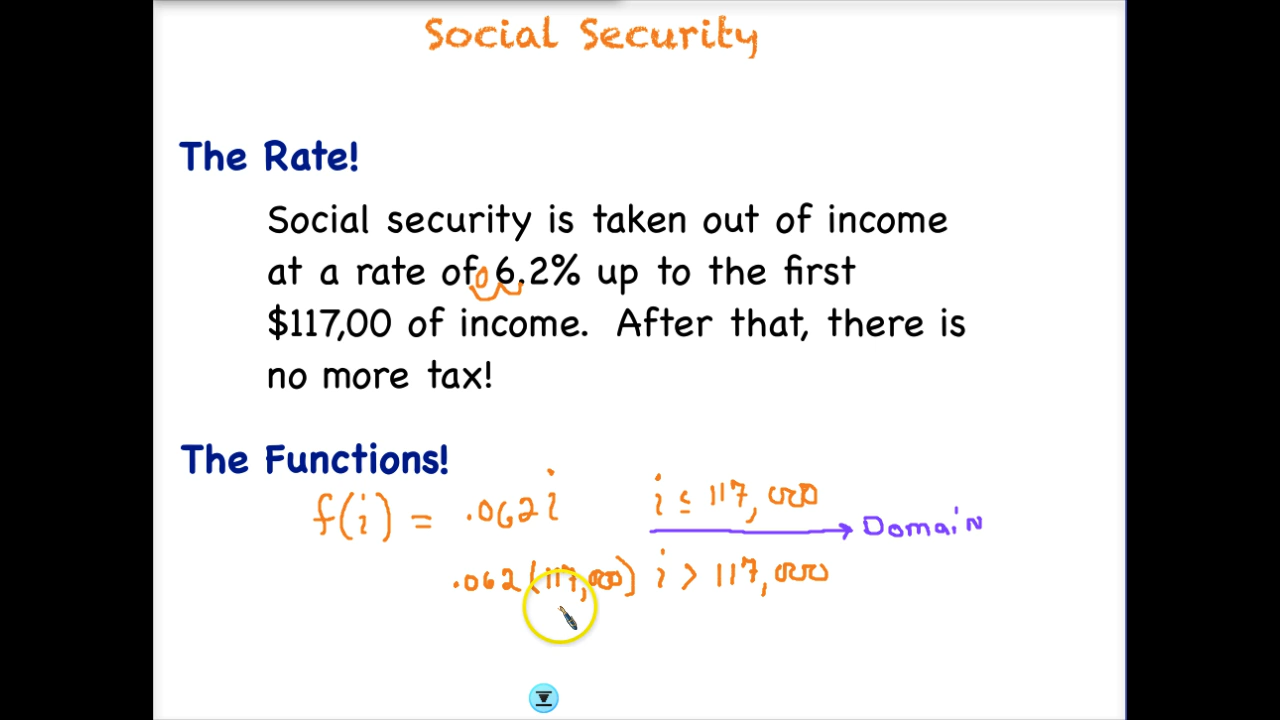 Social Security
The Rate!
Social security is taken out of income
at a rate of 06.2% up to the first
$117,00 of income. After that, there is
no more tax!
The Functions!
f(i) = .062i i ≤ 117,000
Domain
.062(117,000) i > 117,000